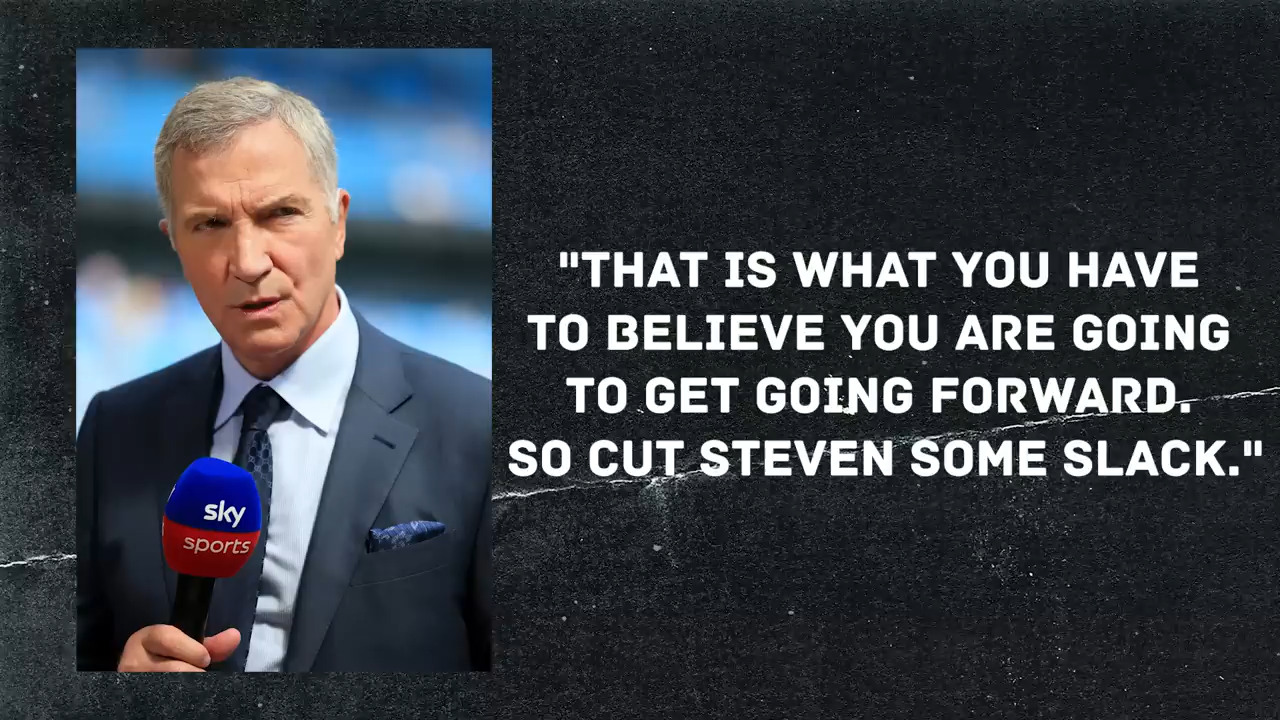 sky
sports
"THAT IS WHAT YOU HAVE
TO BELIEVE YOU ARE GOING
TO GET GOING FORWARD.
SO CUT STEVEN SOME SLACK."